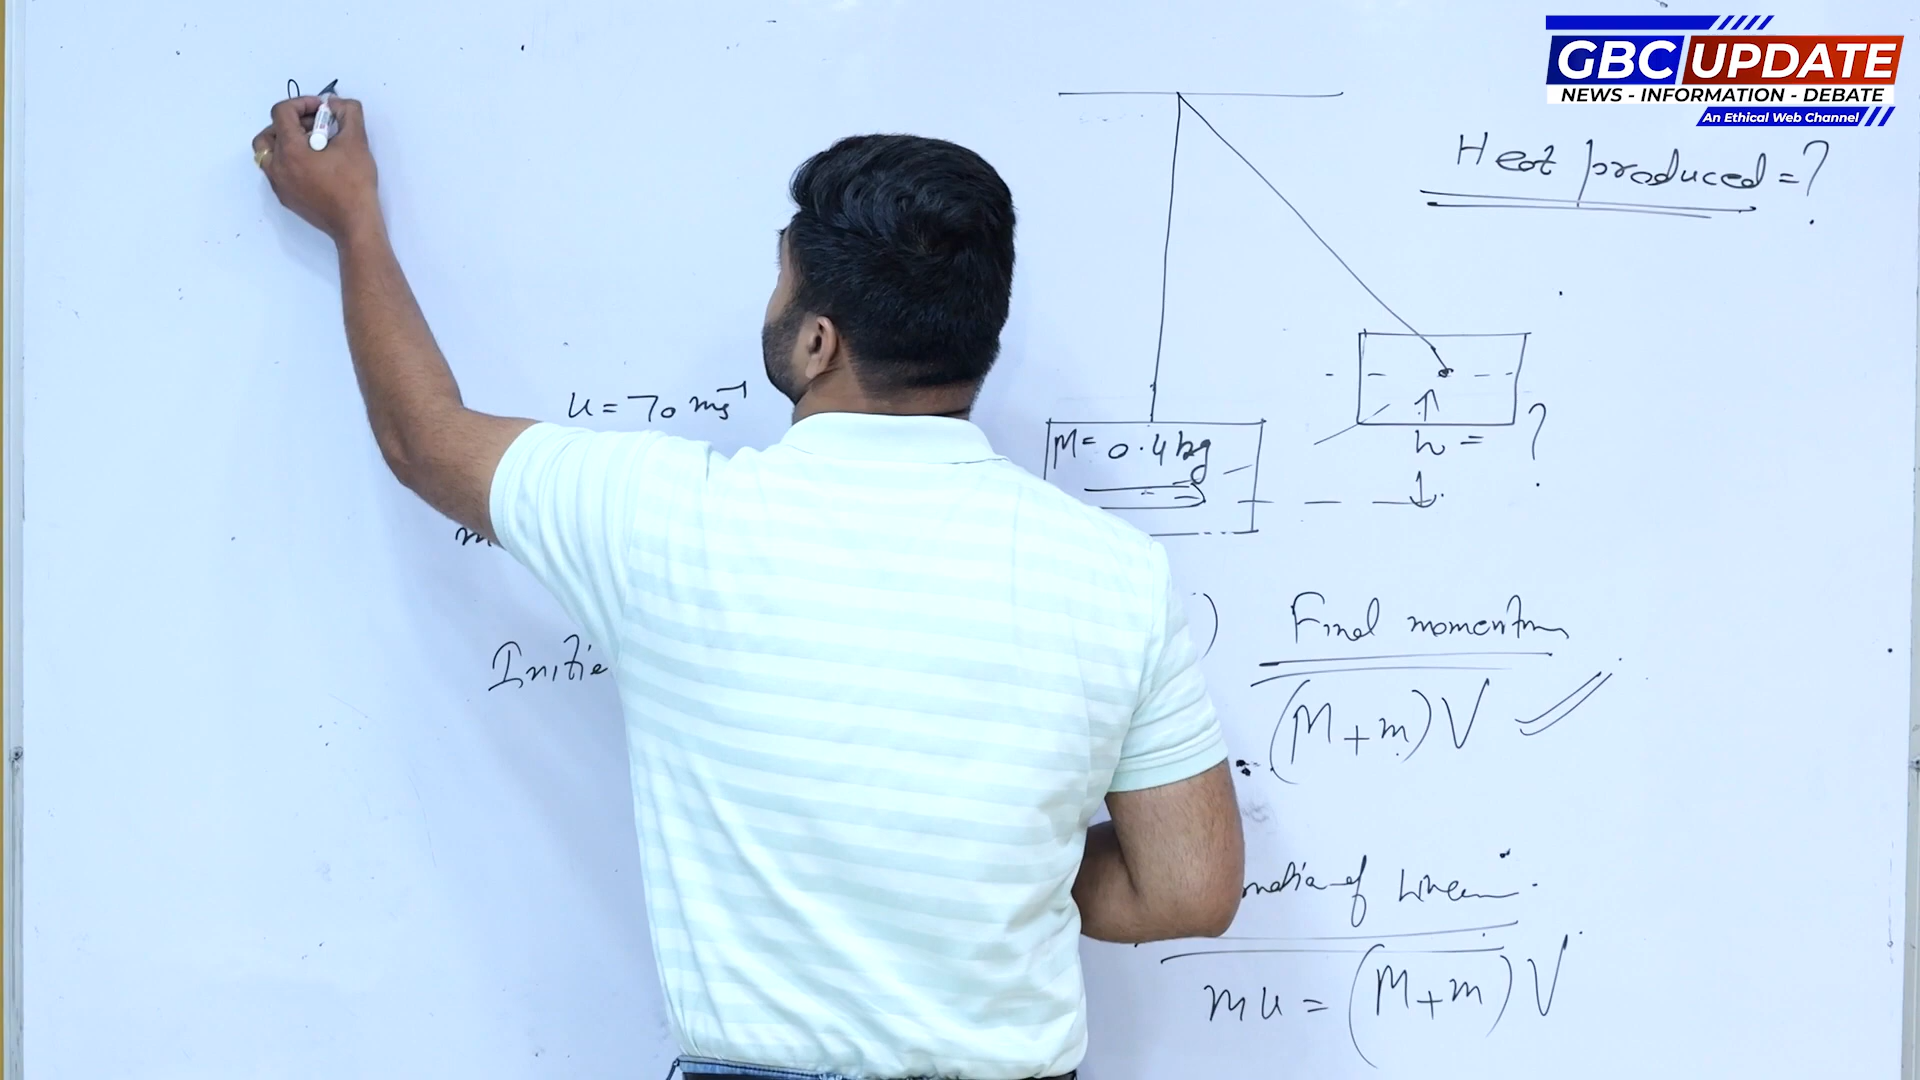 GBC UPDATE
NEWS - INFORMATION - DEBATE
An Ethical Web Channel
Heat produced = ?
u = 70 ms⁻¹
M = 0.4 kg
h = ?
m
Initia
) Final momentum
(M+m) V
of Linear
mu = (M+m) V